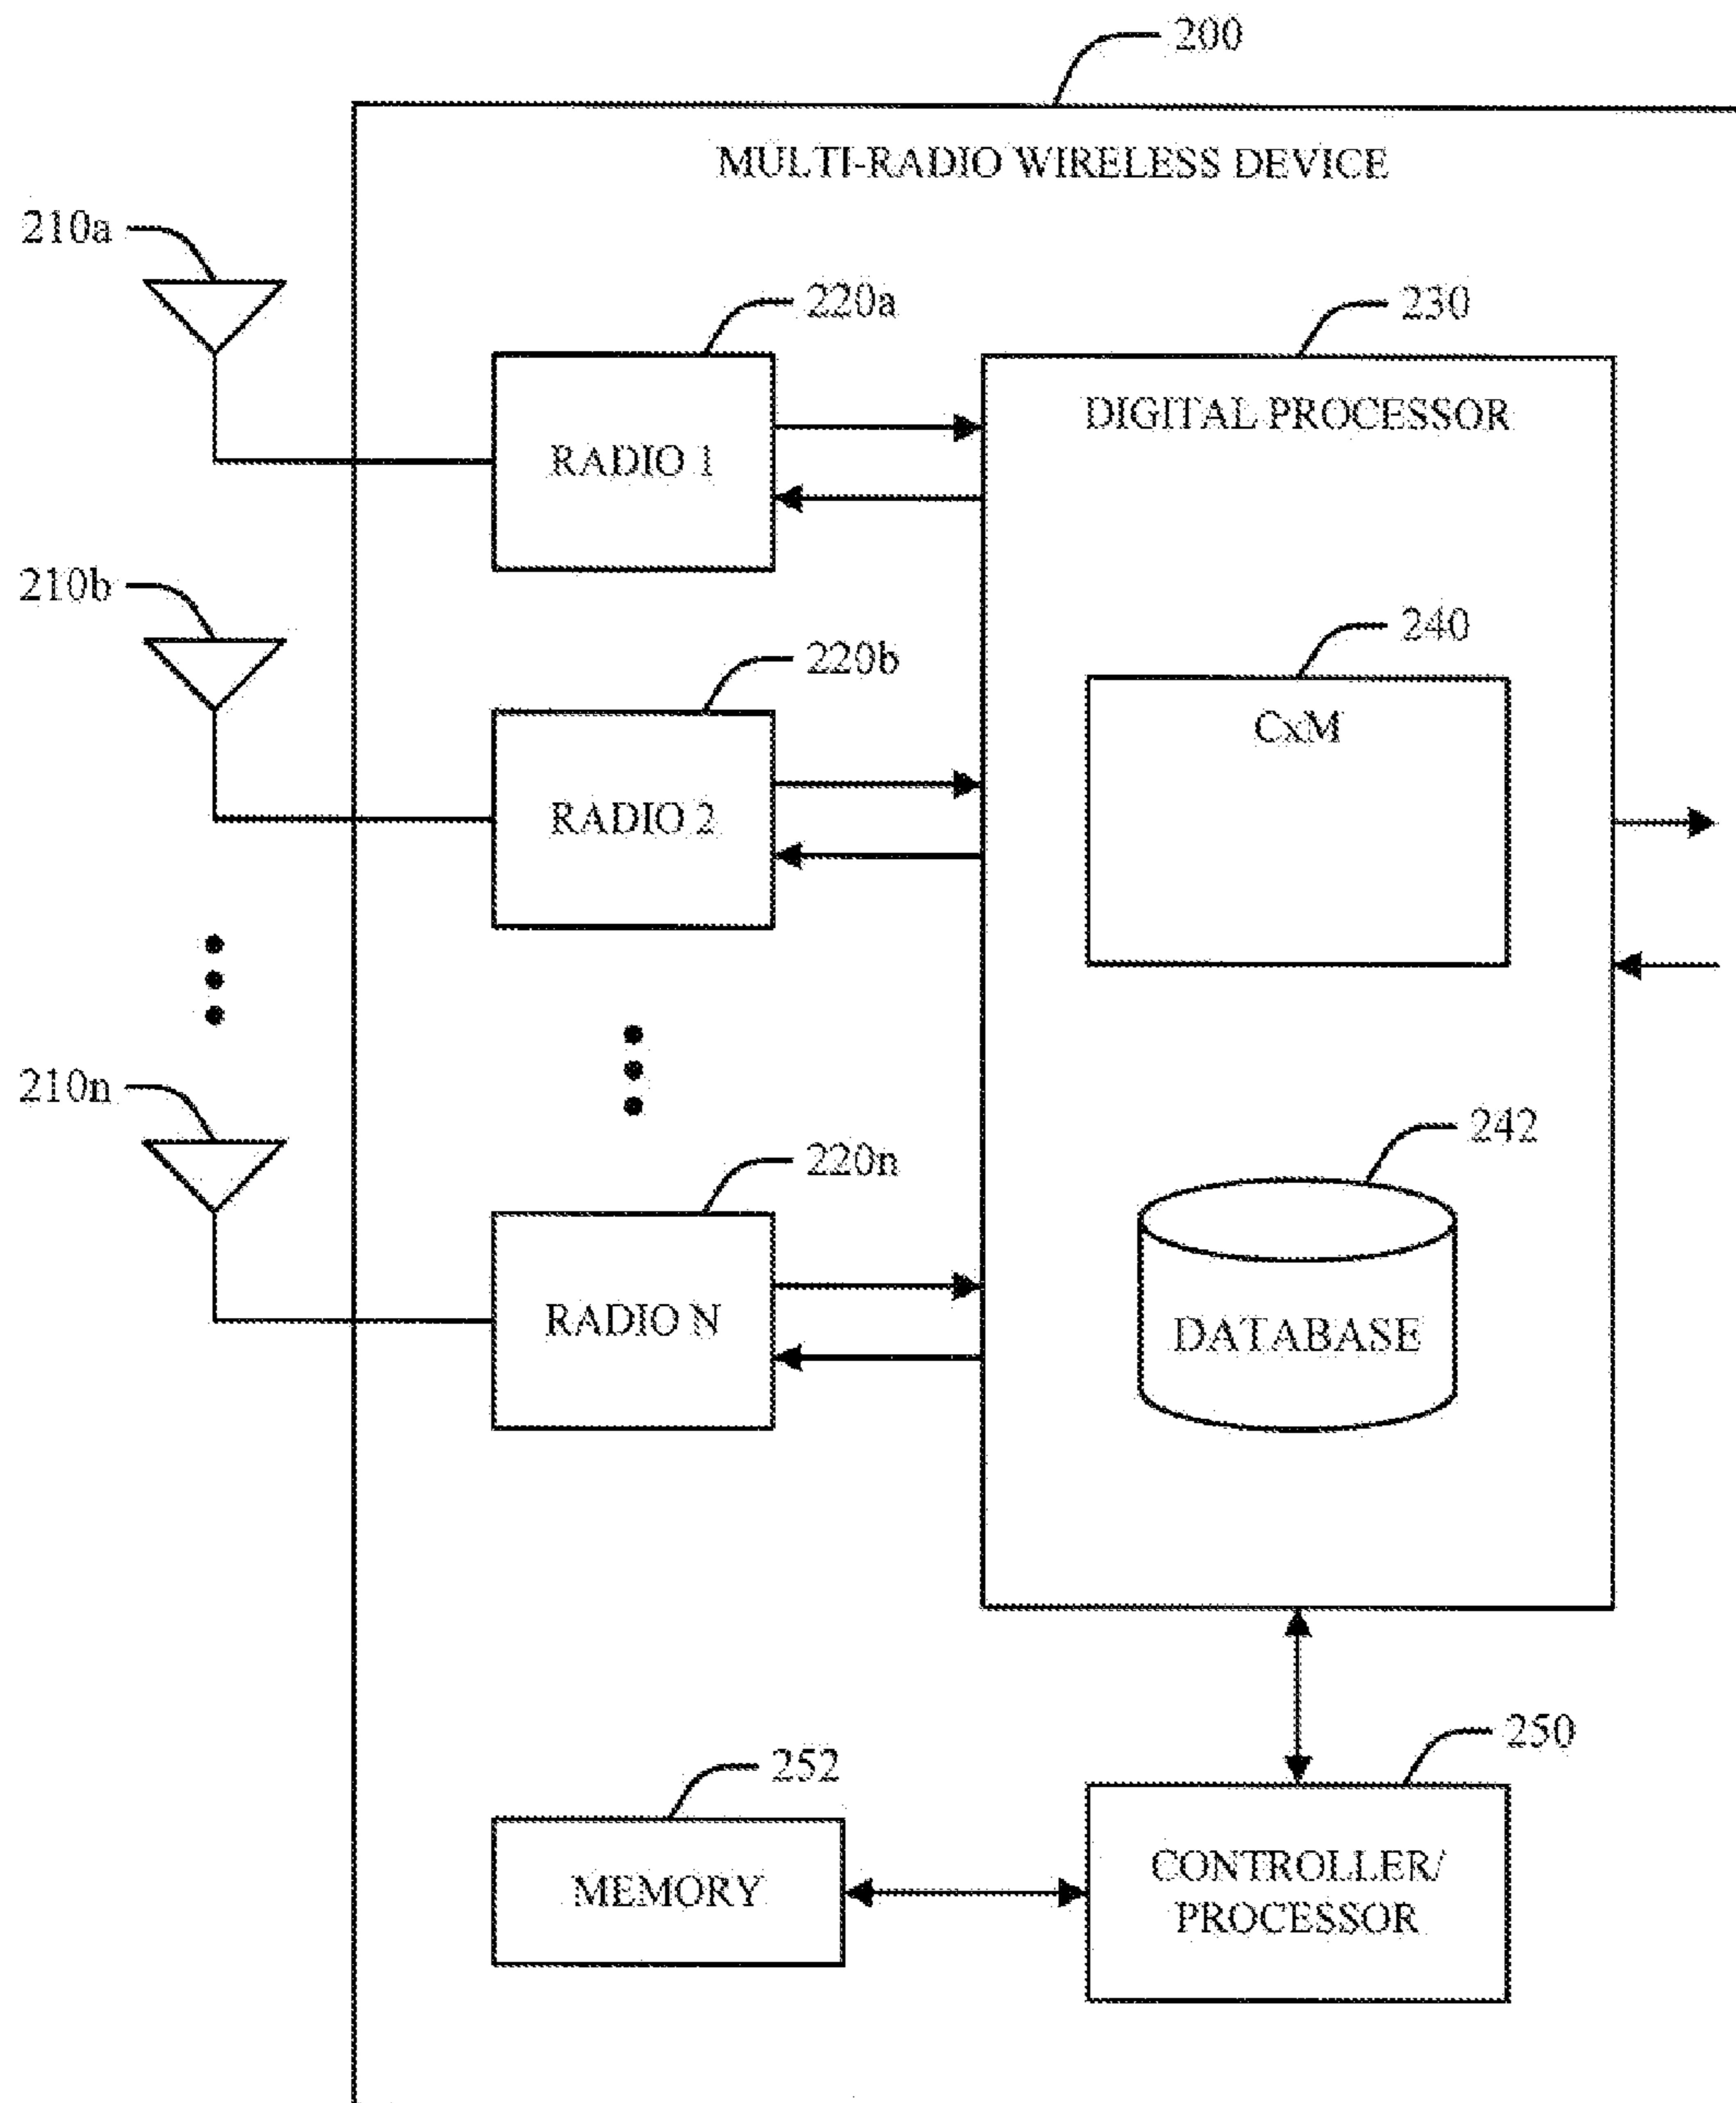 200
MULTI-RADIO WIRELESS DEVICE
210a
220a
230
DIGITAL PROCESSOR
RADIO 1
210b
220b
240
CxM
RADIO 2
210n
220n
242
RADIO N
DATABASE
252
250
MEMORY
CONTROLLER/
PROCESSOR